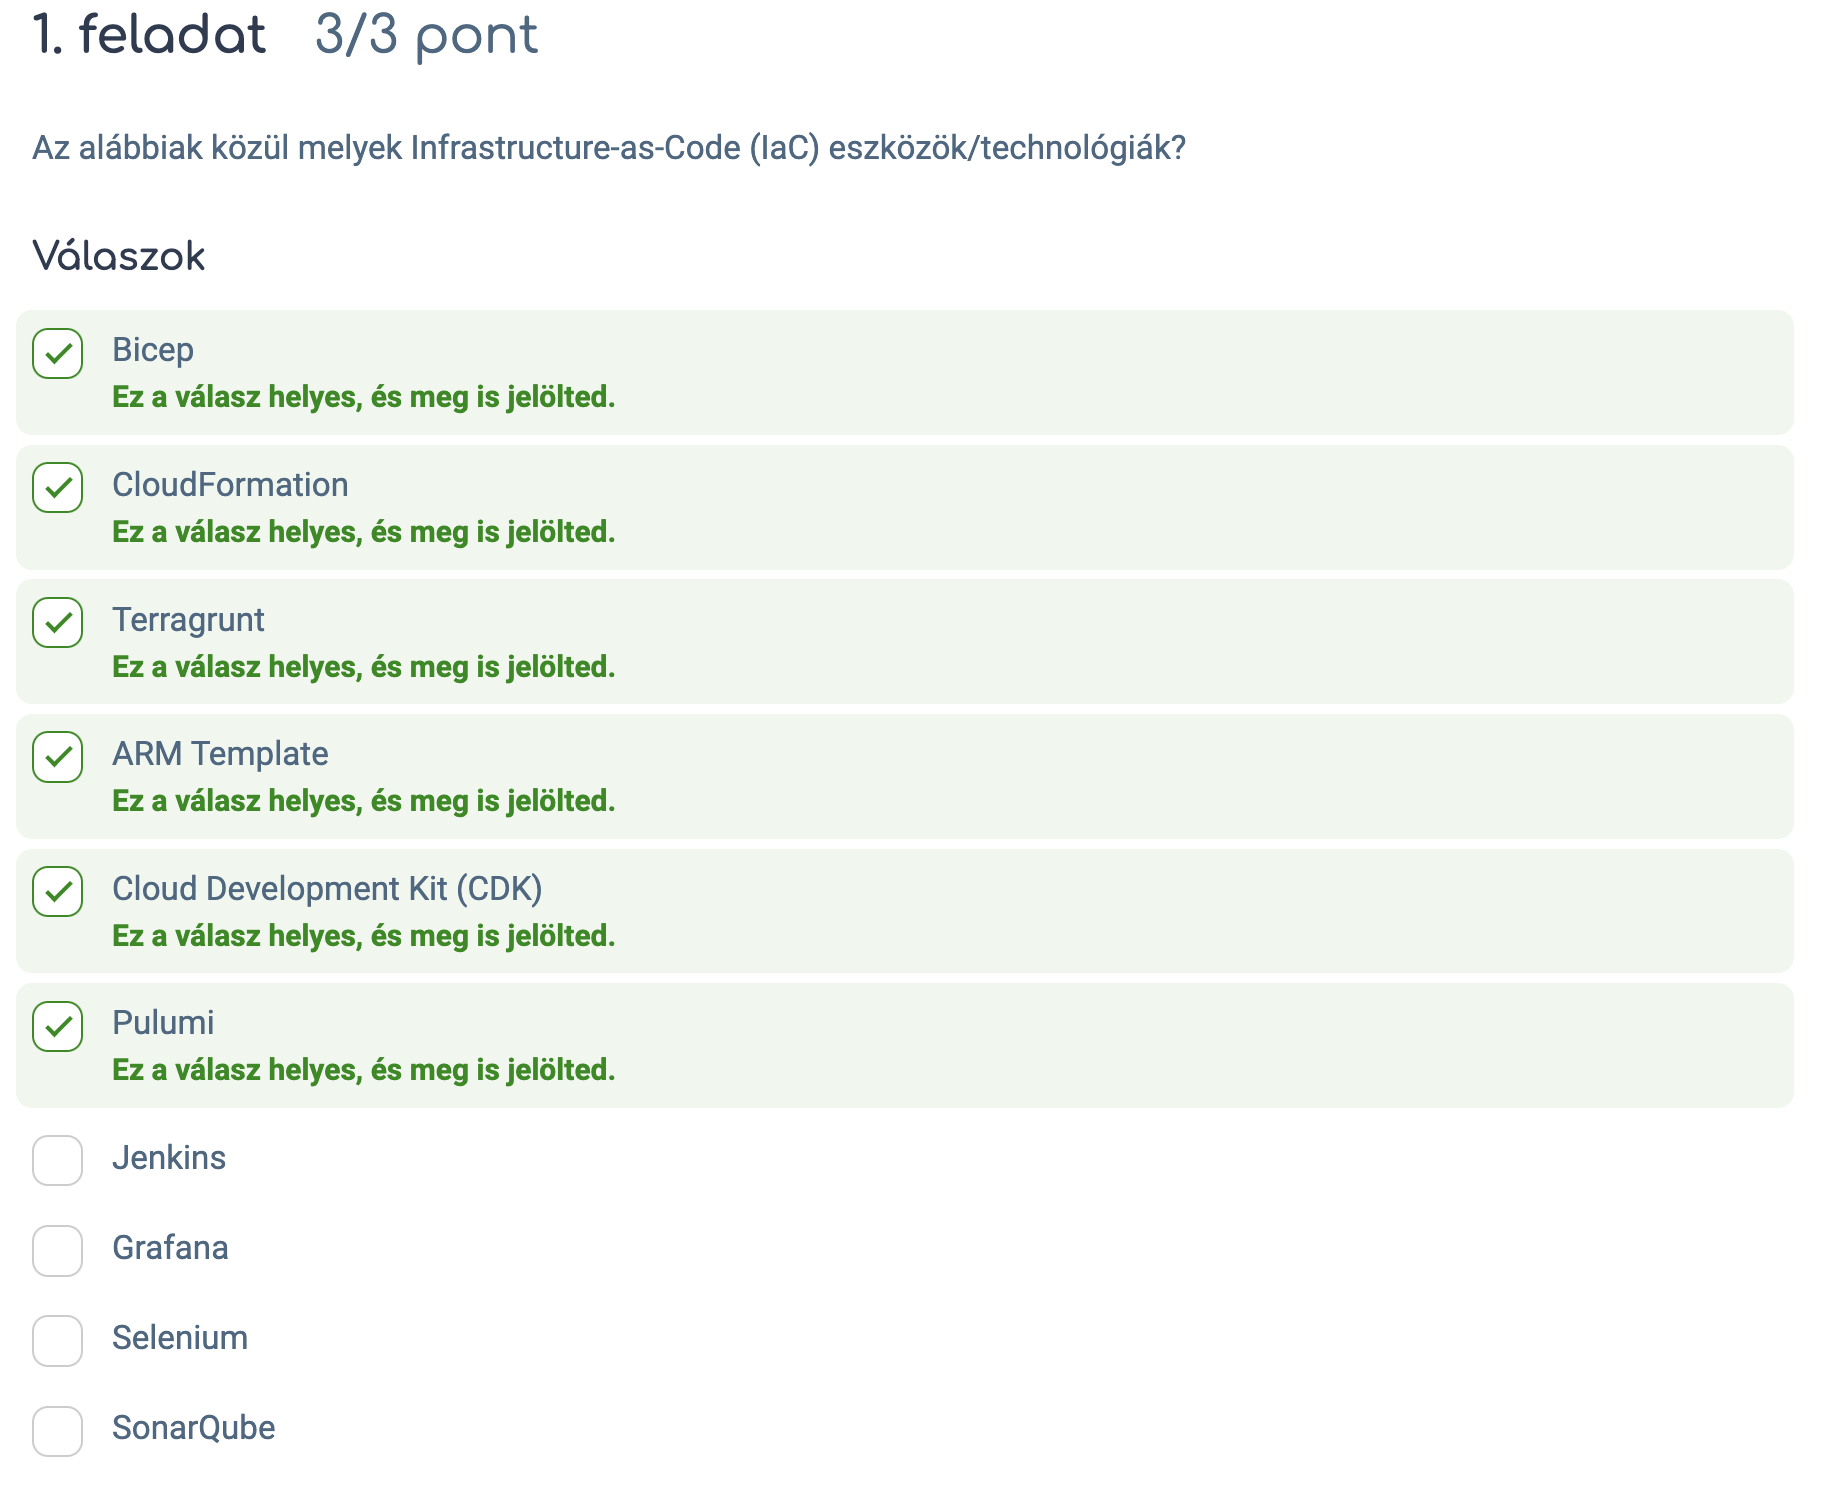 1. feladat 3/3 pont
Az alábbiak közül melyek Infrastructure-as-Code (IaC) eszközök/technológiák?
Válaszok
Bicep
Ez a válasz helyes, és meg is jelölted.
CloudFormation
Ez a válasz helyes, és meg is jelölted.
Terragrunt
Ez a válasz helyes, és meg is jelölted.
ARM Template
Ez a válasz helyes, és meg is jelölted.
Cloud Development Kit (CDK)
Ez a válasz helyes, és meg is jelölted.
Pulumi
Ez a válasz helyes, és meg is jelölted.
Jenkins
Grafana
Selenium
SonarQube